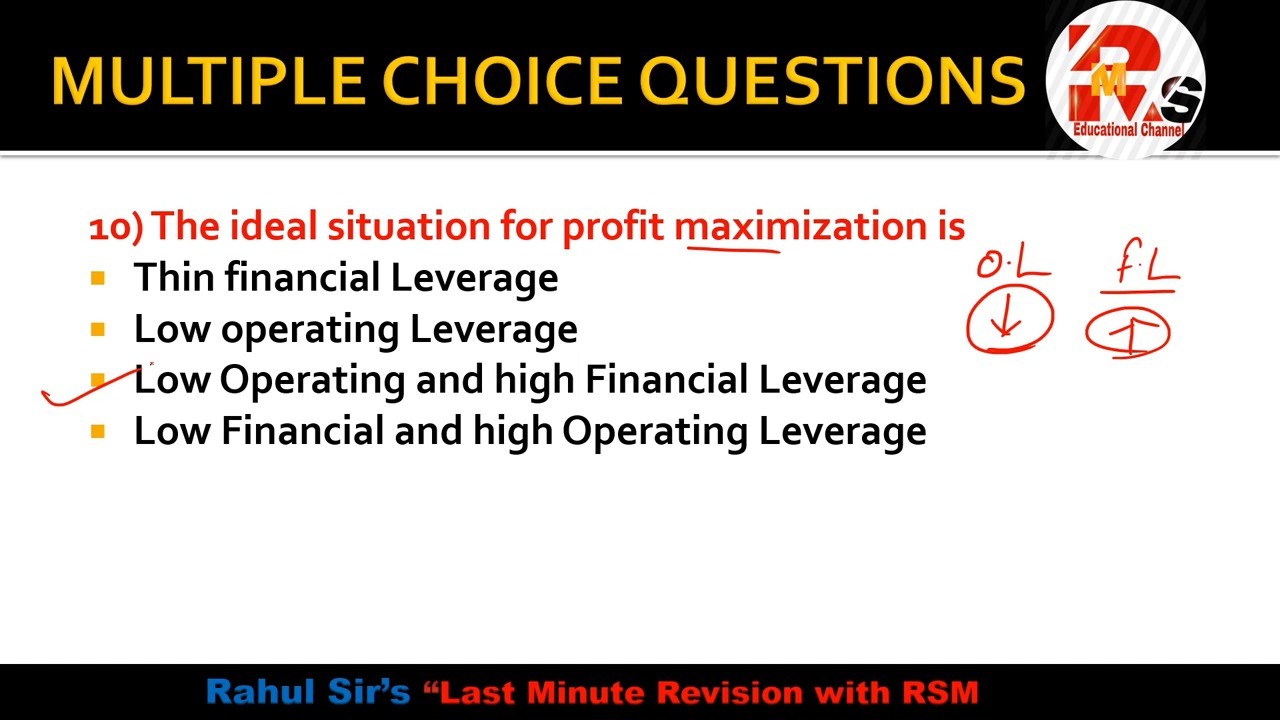 MULTIPLE CHOICE QUESTIONS
RMS
Educational Channel
10) The ideal situation for profit maximization is
Thin financial Leverage
Low operating Leverage
Low Operating and high Financial Leverage
Low Financial and high Operating Leverage
O.L f.L
↓ ↑
Rahul Sir's “Last Minute Revision with RSM